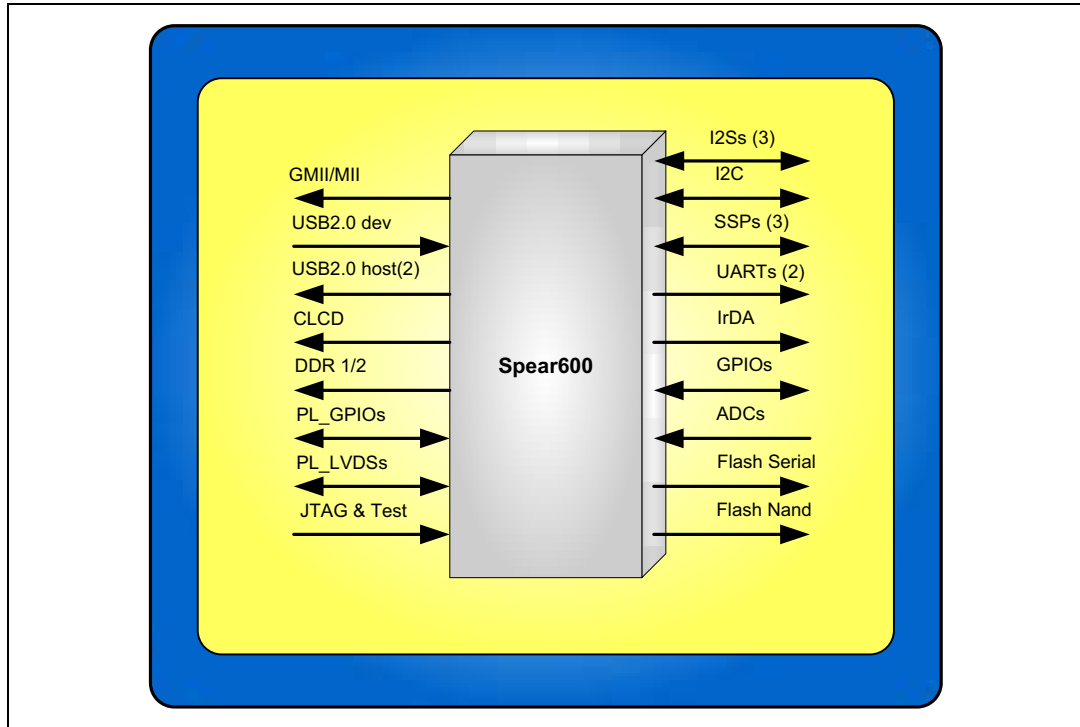 GMII/MII
USB2.0 dev
USB2.0 host(2)
CLCD
DDR 1/2
PL_GPIOs
PL_LVDSs
JTAG & Test
Spear600
I2Ss (3)
I2C
SSPs (3)
UARTs (2)
IrDA
GPIOs
ADCs
Flash Serial
Flash Nand